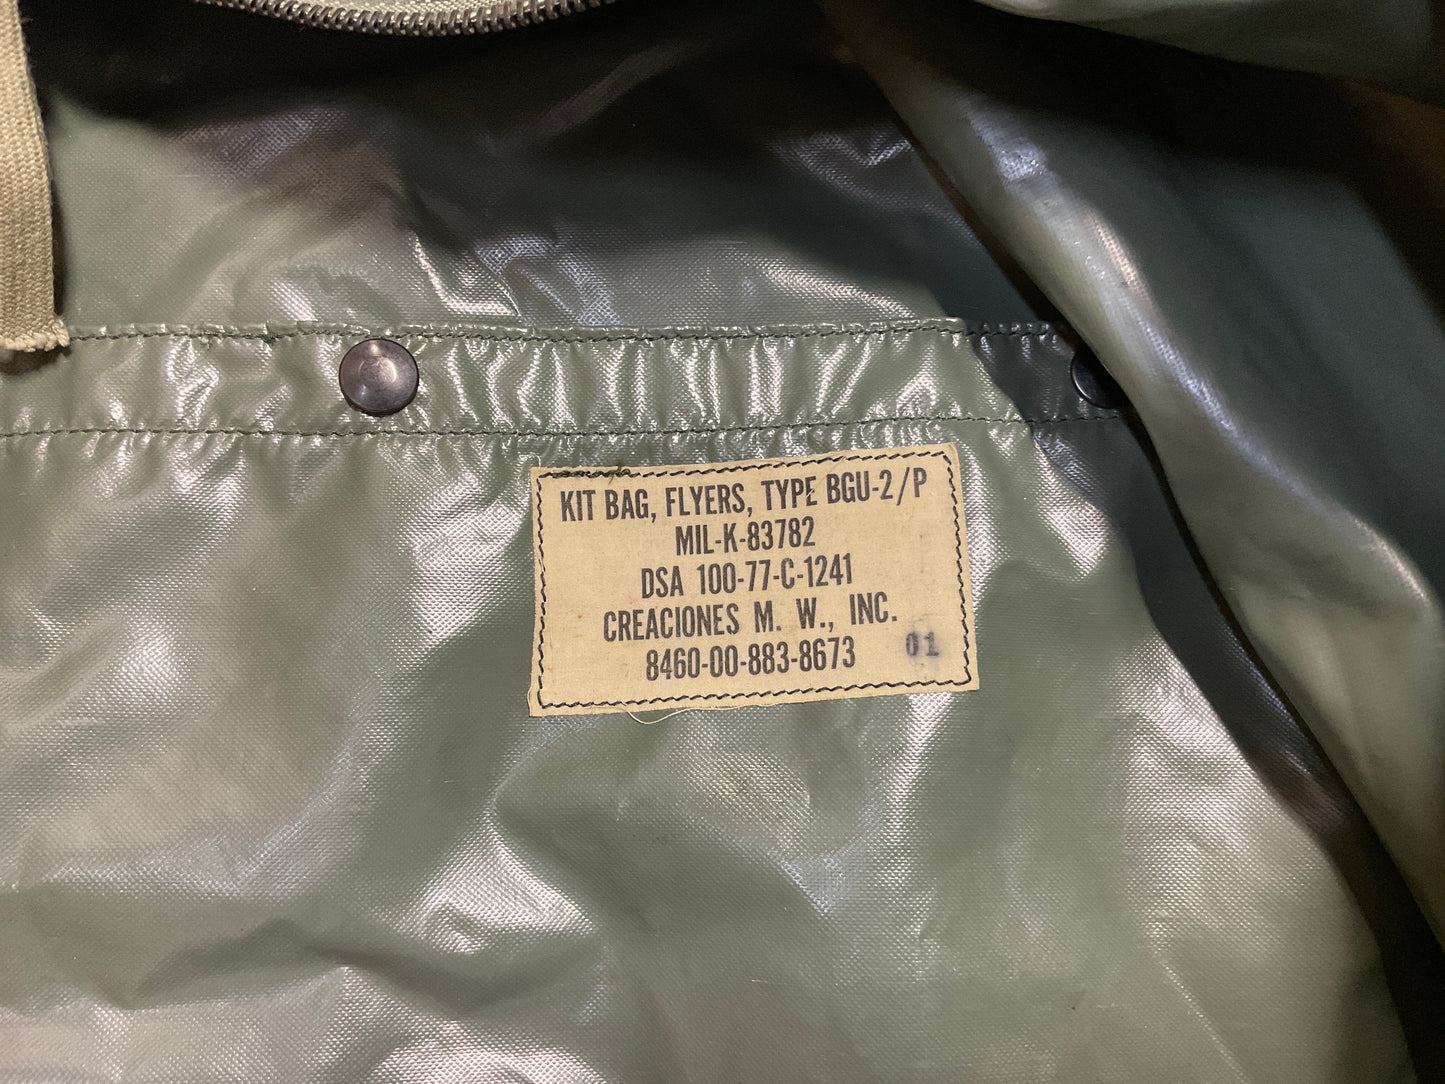 KIT BAG, FLYERS, TYPE BGU-2/P
MIL-K-83782
DSA 100-77-C-1241
CREACIONES M. W., INC.
8460-00-883-8673 01